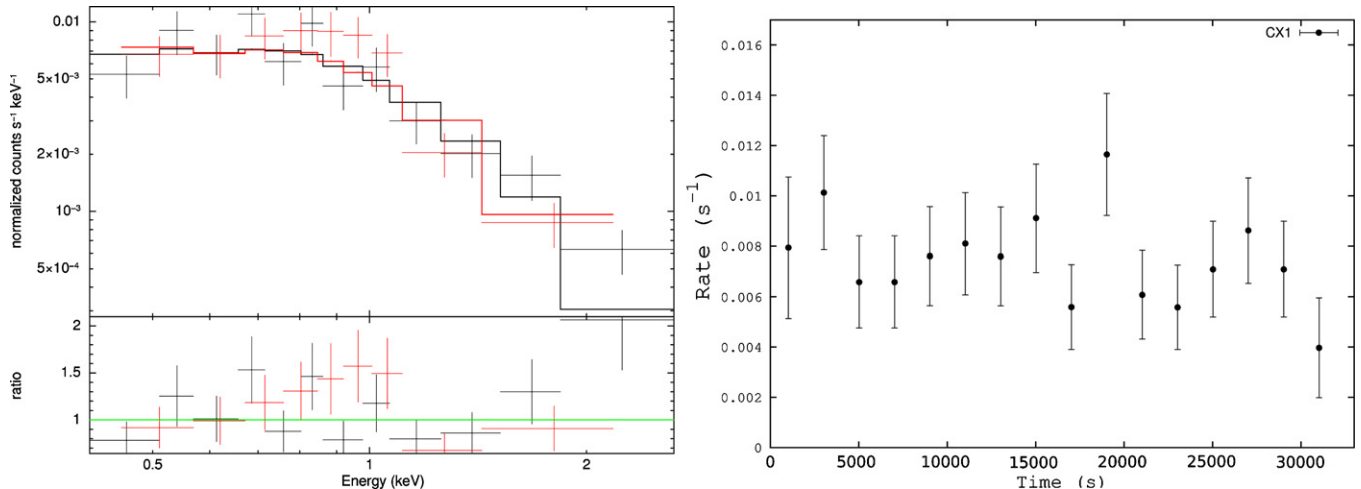 normalized counts s⁻¹ keV⁻¹
0.01
5×10⁻³
2×10⁻³
10⁻³
5×10⁻⁴
ratio
2
1.5
1
0.5
1
2
Energy (keV)
CX1
Rate (s⁻¹)
0.016
0.014
0.012
0.01
0.008
0.006
0.004
0.002
0
0 5000 10000 15000 20000 25000 30000
Time (s)